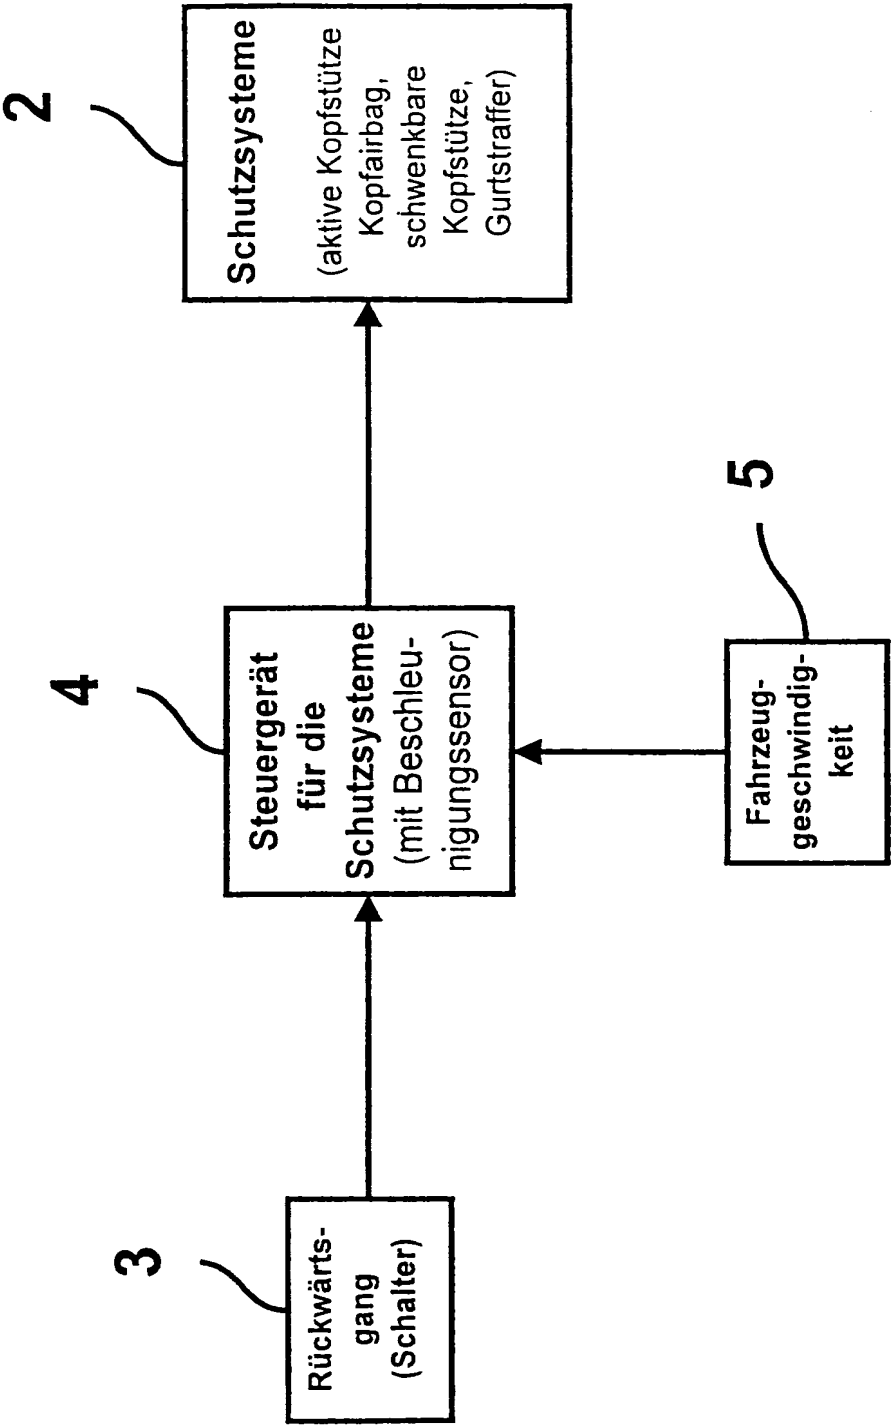 3
Rückwärts-
gang
(Schalter)
4
Steuergerät
für die
Schutzsysteme
(mit Beschleu-
nigungssensor)
5
Fahrzeug-
geschwindig-
keit
2
Schutzsysteme
(aktive Kopfstütze
Kopfairbag,
schwenkbare
Kopfstütze,
Gurtstraffer)